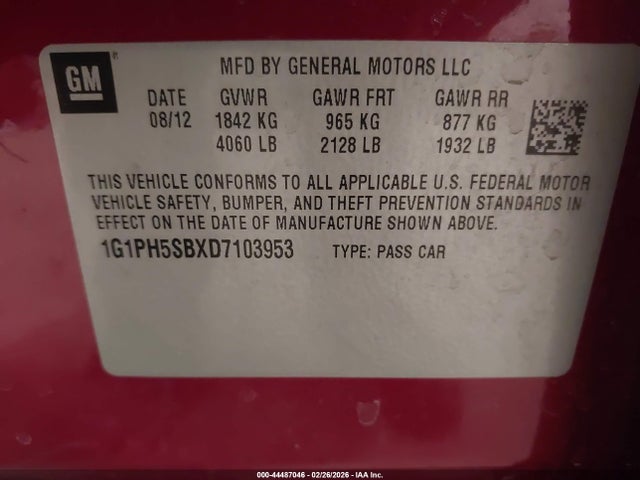 GM
MFD BY GENERAL MOTORS LLC
DATE GVWR GAWR FRT GAWR RR
08/12 1842 KG 965 KG 877 KG
4060 LB 2128 LB 1932 LB
THIS VEHICLE CONFORMS TO ALL APPLICABLE U.S. FEDERAL MOTOR
VEHICLE SAFETY, BUMPER, AND THEFT PREVENTION STANDARDS IN
EFFECT ON THE DATE OF MANUFACTURE SHOWN ABOVE.
1G1PH5SBXD7103953 TYPE: PASS CAR
000-44487046 - 02/26/2026 - IAA Inc.